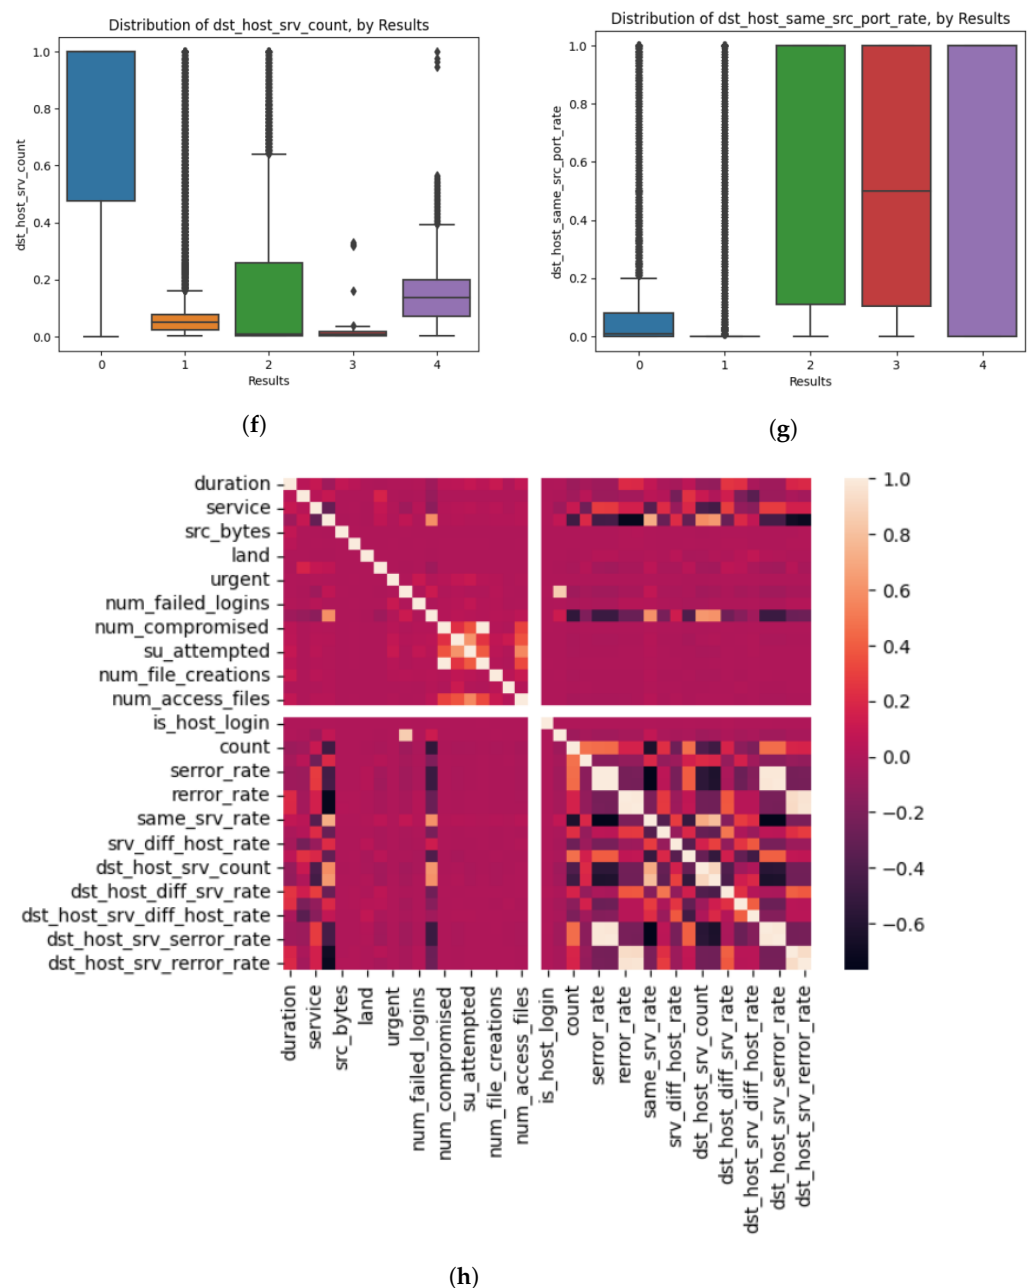 Distribution of dst_host_srv_count, by Results
1.0
0.8
0.6
0.4
0.2
0.0
dst_host_srv_count
0 1 2 3 4
Results
(f)
Distribution of dst_host_same_src_port_rate, by Results
1.0
0.8
0.6
0.4
0.2
0.0
dst_host_same_src_port_rate
0 1 2 3 4
Results
(g)
duration
service
src_bytes
land
urgent
num_failed_logins
num_compromised
su_attempted
num_file_creations
num_access_files
is_host_login
count
serror_rate
rerror_rate
same_srv_rate
srv_diff_host_rate
dst_host_srv_count
dst_host_diff_srv_rate
dst_host_srv_diff_host_rate
dst_host_srv_serror_rate
dst_host_srv_rerror_rate
duration
service
src_bytes
land
urgent
num_failed_logins
num_compromised
su_attempted
num_file_creations
num_access_files
is_host_login
count
serror_rate
rerror_rate
same_srv_rate
srv_diff_host_rate
dst_host_srv_count
dst_host_diff_srv_rate
dst_host_srv_diff_host_rate
dst_host_srv_serror_rate
dst_host_srv_rerror_rate
1.0
0.8
0.6
0.4
0.2
0.0
−0.2
−0.4
−0.6
(h)